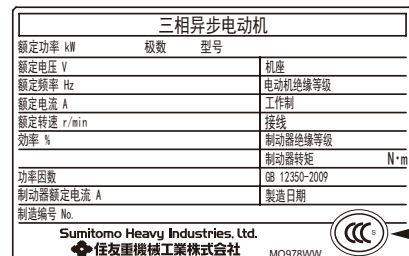 三相异步电动机
额定功率 kW 极数 型号
额定电压 V 机座
额定频率 Hz 电动机绝缘等级
额定电流 A 工作制
额定转速 r/min 接线
效率 % 制动器绝缘等级
制动器转矩 N·m
功率因数 GB 12350-2009
制动器额定电流 A 製造日期
制造编号 No.
Sumitomo Heavy Industries, Ltd.
住友重機械工業株式会社 MQ978WW
CCC S